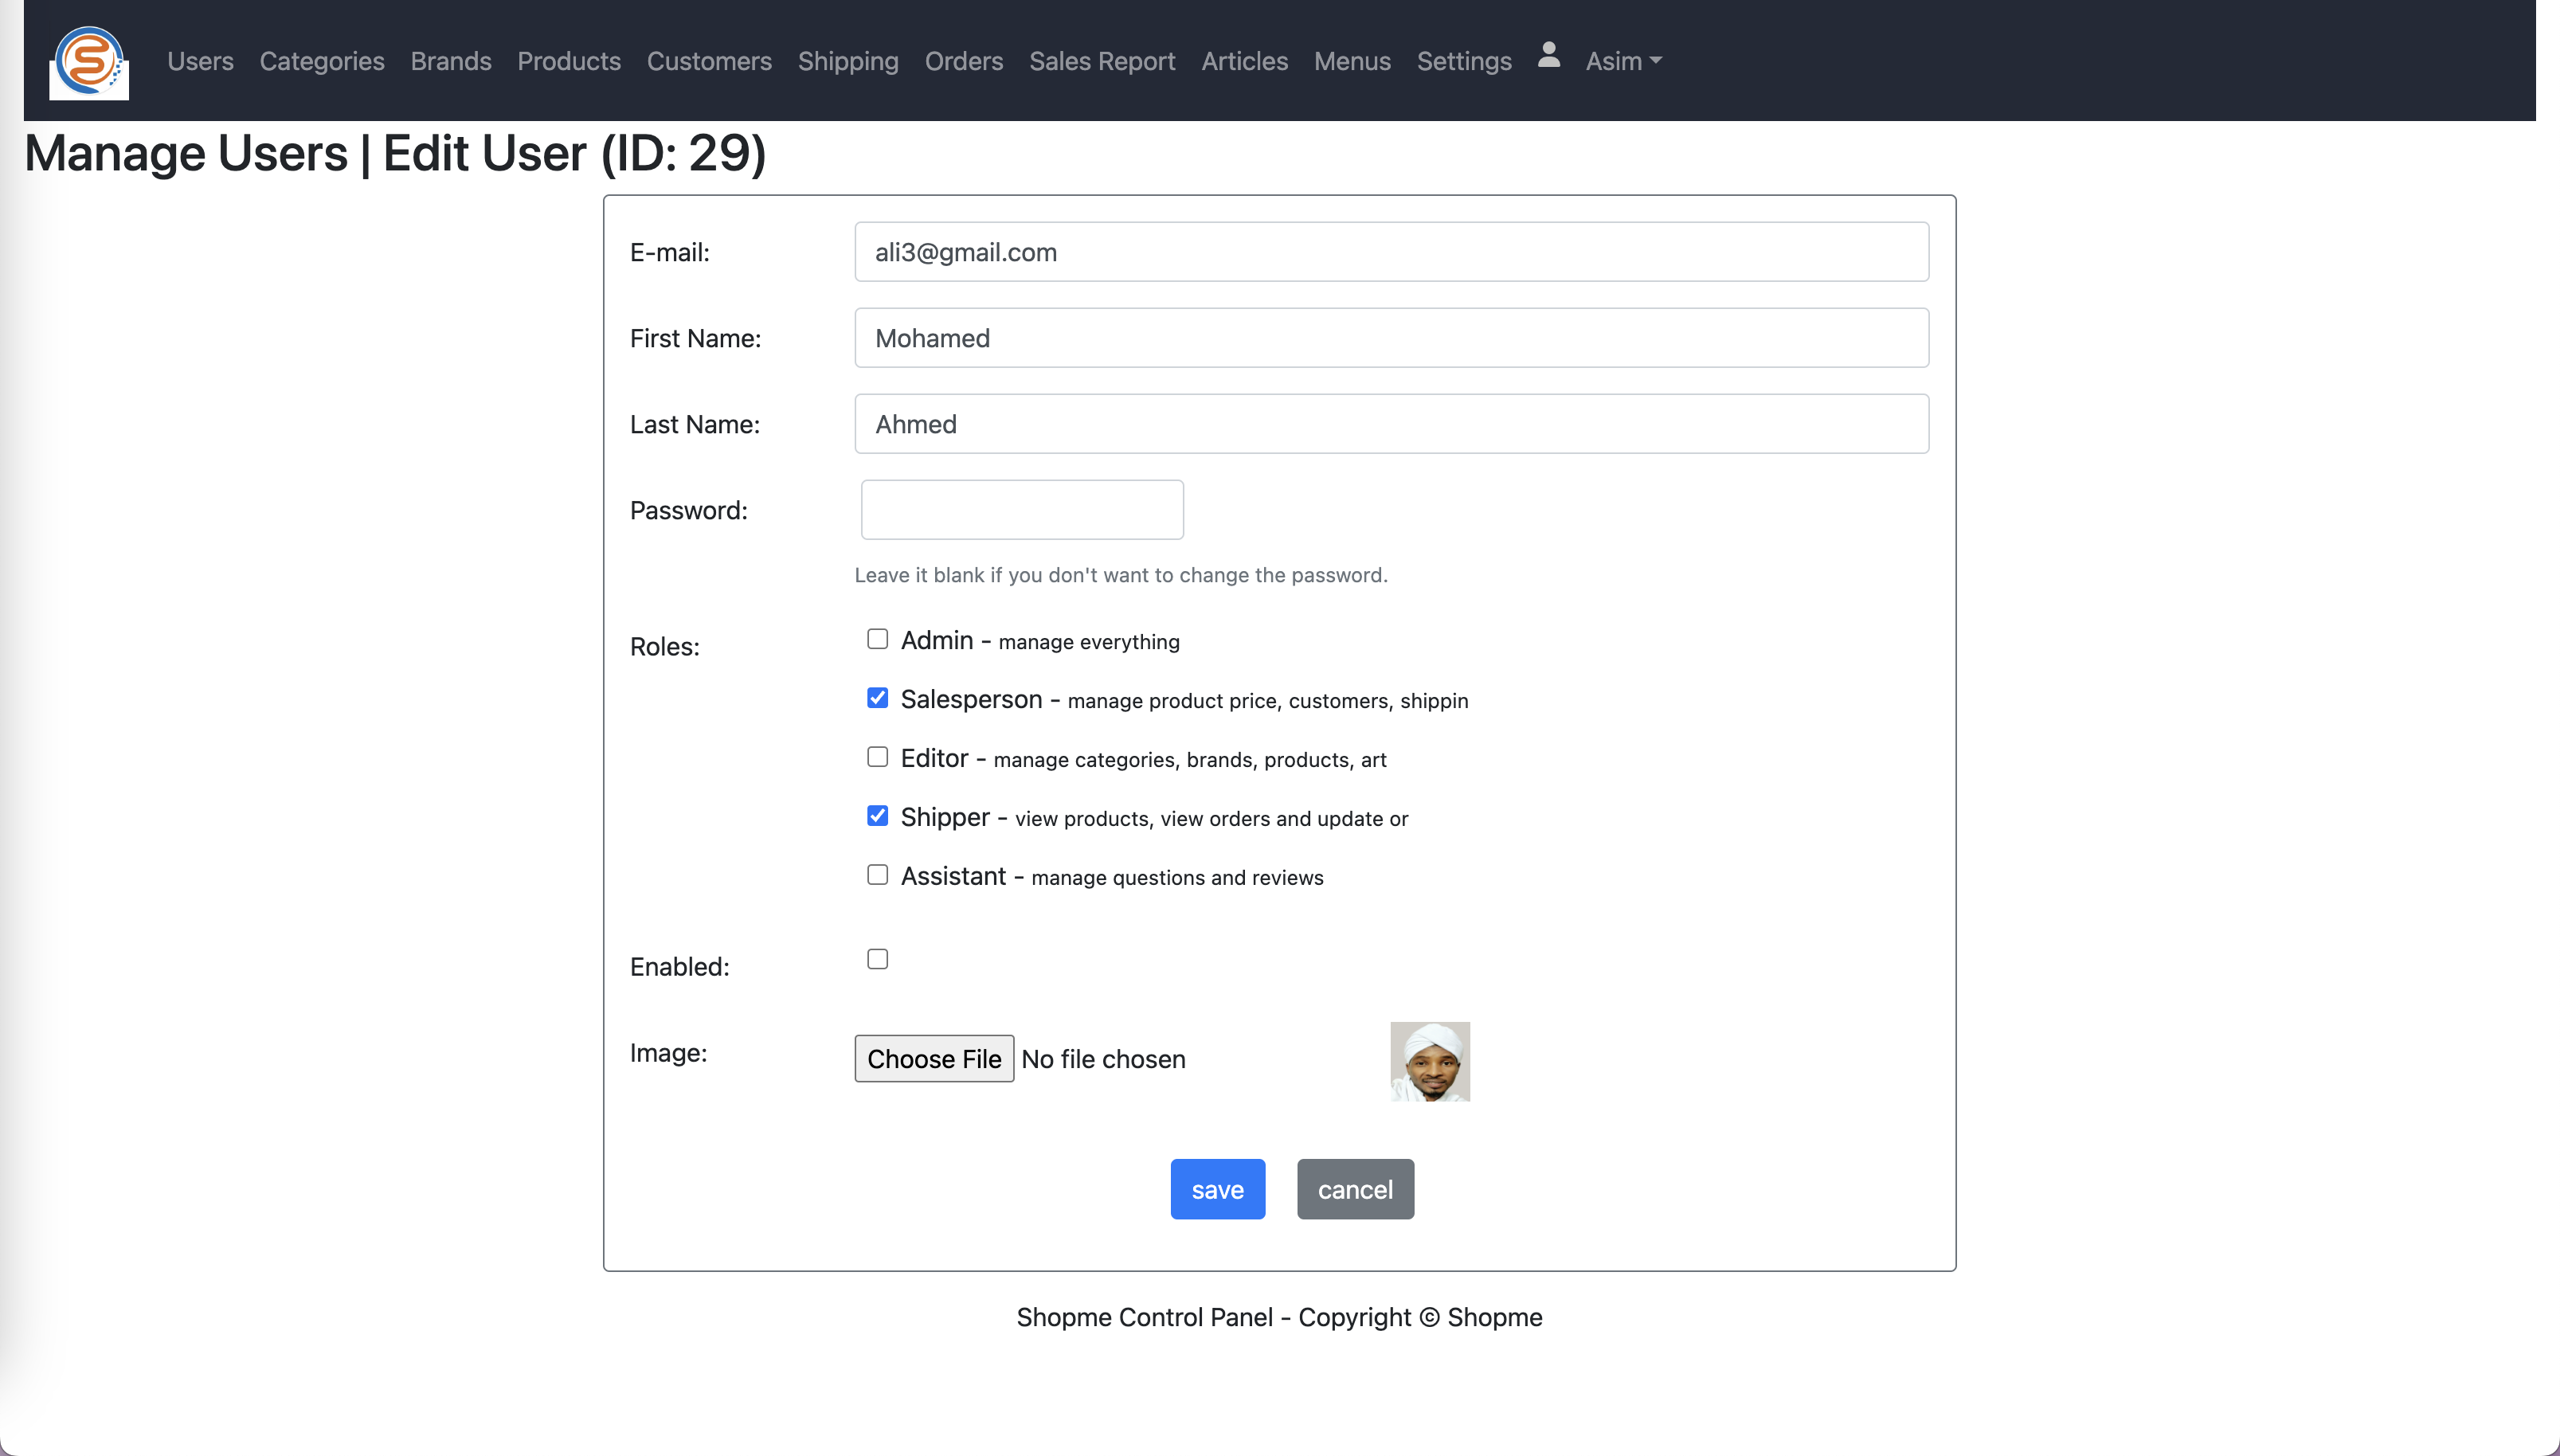 Users Categories Brands Products Customers Shipping Orders Sales Report Articles Menus Settings Asim
Manage Users | Edit User (ID: 29)
E-mail: ali3@gmail.com
First Name: Mohamed
Last Name: Ahmed
Password:
Leave it blank if you don't want to change the password.
Roles: Admin - manage everything
Salesperson - manage product price, customers, shippin
Editor - manage categories, brands, products, art
Shipper - view products, view orders and update or
Assistant - manage questions and reviews
Enabled:
Image: Choose File No file chosen
save cancel
Shopme Control Panel - Copyright © Shopme